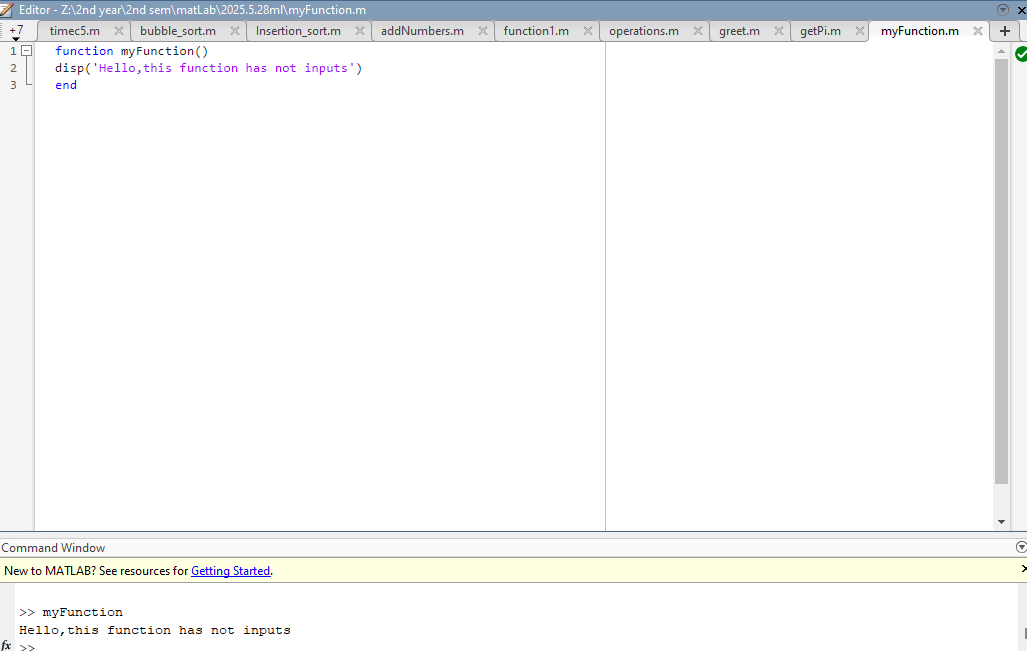 Editor - Z:\2nd year\2nd sem\matLab\2025.5.28ml\myFunction.m
+7 timec5.m bubble_sort.m Insertion_sort.m addNumbers.m function1.m operations.m greet.m getPi.m myFunction.m +
1 function myFunction()
2 disp('Hello,this function has not inputs')
3 end
Command Window
New to MATLAB? See resources for Getting Started.
>> myFunction
Hello,this function has not inputs
fx >>